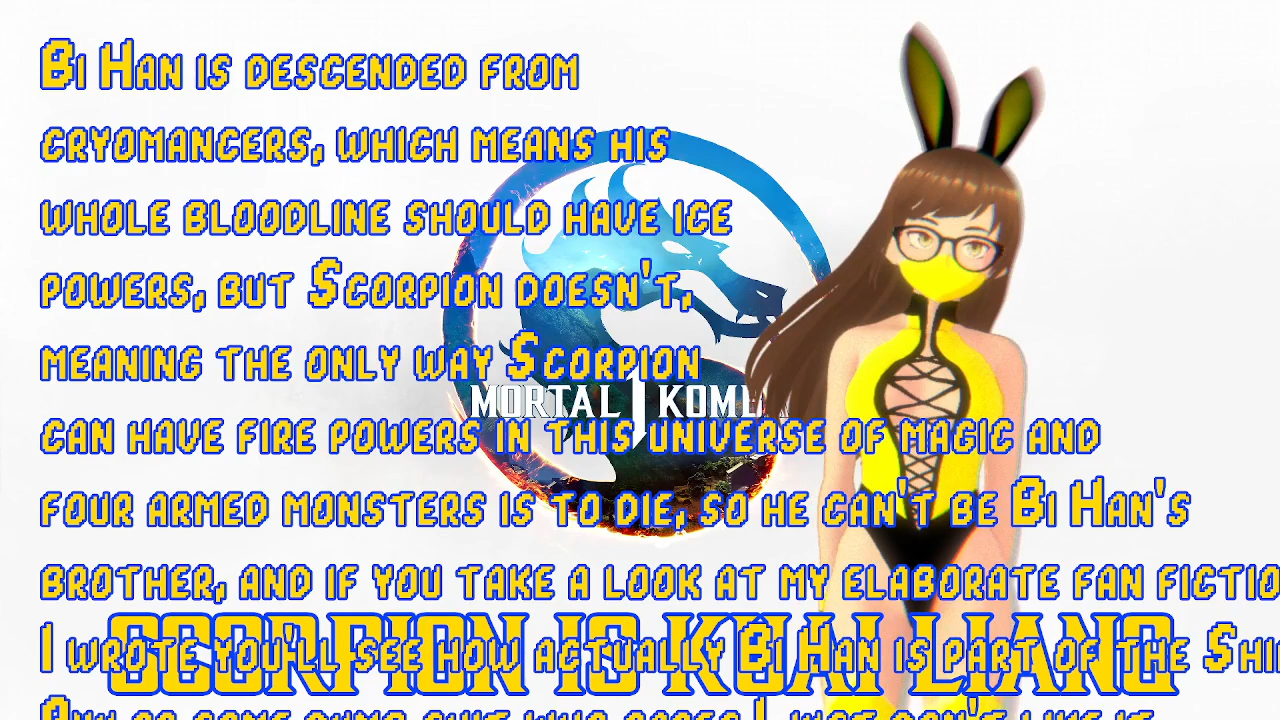 Bi Han is descended from
cryomancers, which means his
whole bloodline should have ice
powers, but Scorpion doesn't,
meaning the only way Scorpion
MORTAL 1 KOMBA
can have fire powers in this universe of magic and
four armed monsters is to die, so he can't be Bi Han's
brother, and if you take a look at my elaborate fan fictio
I wrote you'll see how actually Bi Han is part of the Shi
SCORPION IS KUAI LIANG